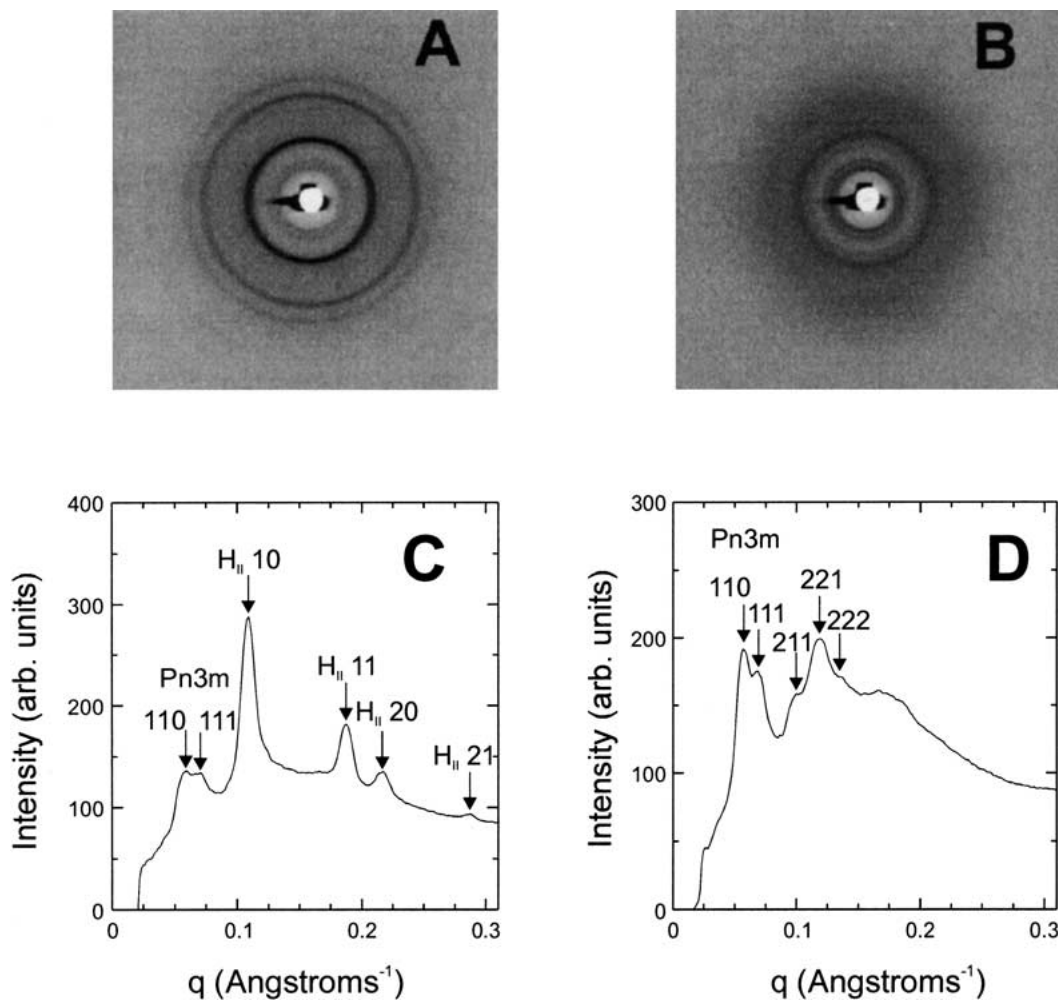 A
B
400
300
200
100
0
0
0.1
0.2
0.3
Intensity (arb. units)
q (Angstroms⁻¹)
C
H_II 10
Pn3m
110
111
H_II 11
H_II 20
H_II 21
300
200
100
0
0
0.1
0.2
0.3
Intensity (arb. units)
q (Angstroms⁻¹)
D
Pn3m
110
111
211
221
222